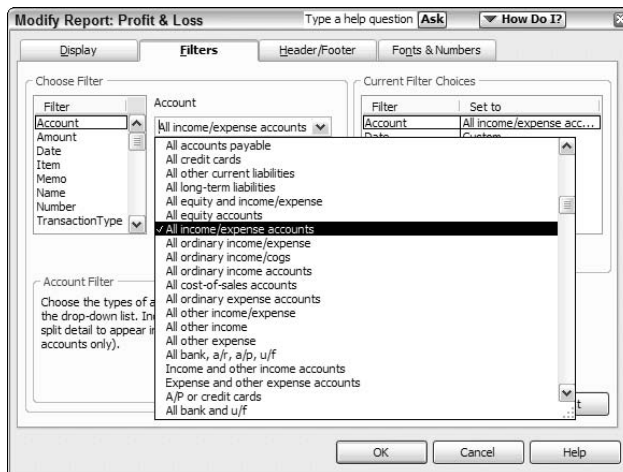 Modify Report: Profit & Loss Type a help question Ask How Do I?
Display Filters Header/Footer Fonts & Numbers
Choose Filter
Filter
Account
Amount
Date
Item
Memo
Name
Number
TransactionType
Account
All income/expense accounts
All accounts payable
All credit cards
All other current liabilities
All long-term liabilities
All equity and income/expense
All equity accounts
All income/expense accounts
All ordinary income/expense
All ordinary income/cogs
All ordinary income accounts
All cost-of-sales accounts
All ordinary expense accounts
All other income/expense
All other income
All other expense
All bank, a/r, a/p, u/f
Income and other income accounts
Expense and other expense accounts
A/P or credit cards
All bank and u/f
Current Filter Choices
Filter Set to
Account All income/expense acc...
Account Filter
Choose the types of a
the drop-down list. In
split detail to appear i
accounts only).
OK Cancel Help